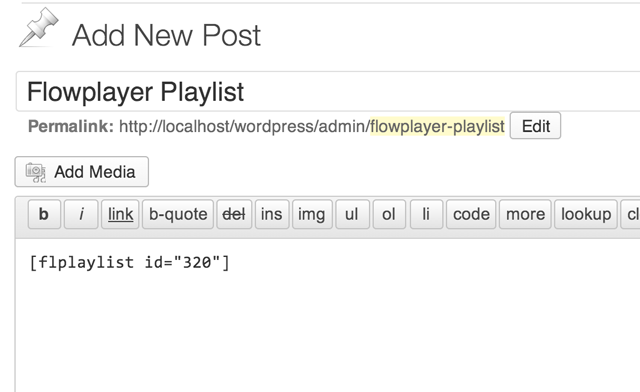 Add New Post
Flowplayer Playlist
Permalink: http://localhost/wordpress/admin/flowplayer-playlist Edit
Add Media
b i link b-quote del ins img ul ol li code more lookup cl
[flplaylist id="320"]